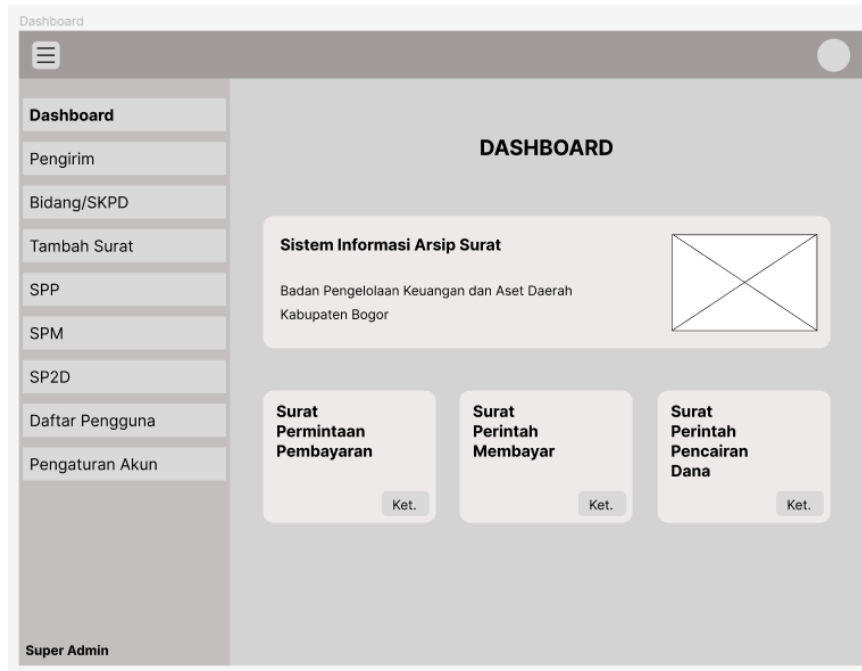 Dashboard
Dashboard
Pengirim
Bidang/SKPD
Tambah Surat
SPP
SPM
SP2D
Daftar Pengguna
Pengaturan Akun
Super Admin
DASHBOARD
Sistem Informasi Arsip Surat
Badan Pengelolaan Keuangan dan Aset Daerah
Kabupaten Bogor
Surat
Permintaan
Pembayaran
Ket.
Surat
Perintah
Membayar
Ket.
Surat
Perintah
Pencairan
Dana
Ket.